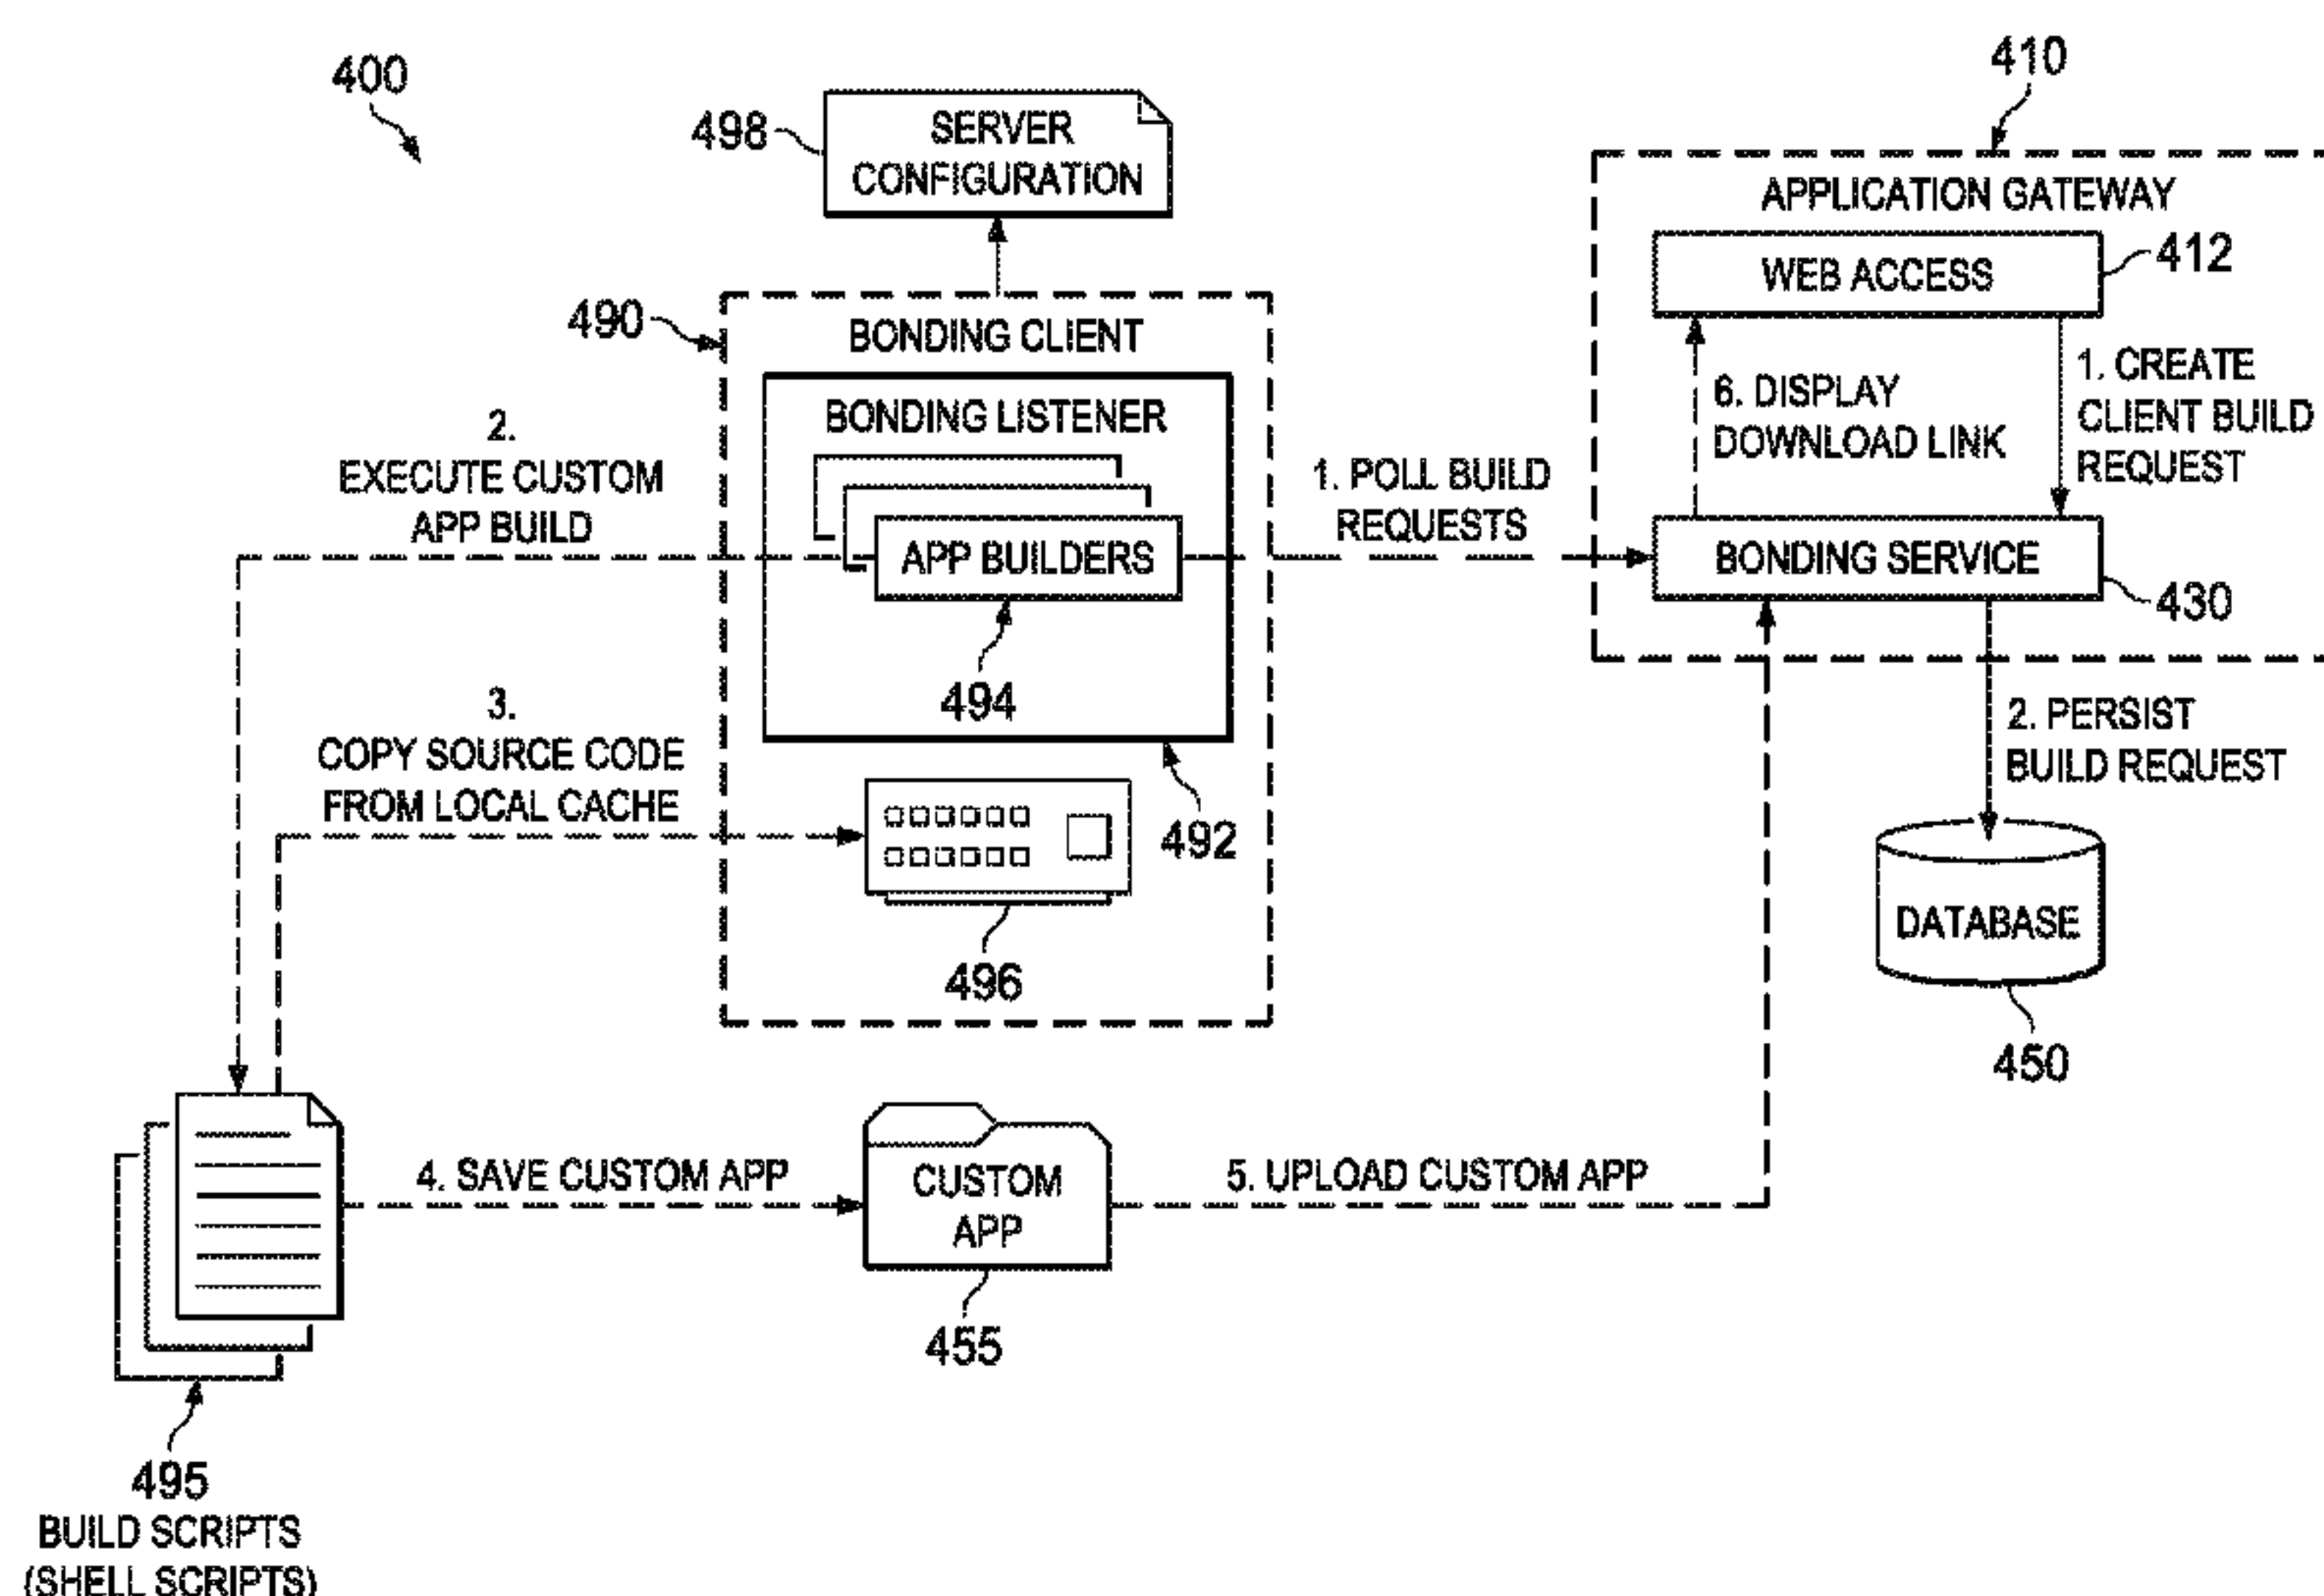 400
410
498
SERVER
CONFIGURATION
APPLICATION GATEWAY
WEB ACCESS
412
490
BONDING CLIENT
BONDING LISTENER
APP BUILDERS
494
492
496
6. DISPLAY
DOWNLOAD LINK
1. CREATE
CLIENT BUILD
REQUEST
2.
EXECUTE CUSTOM
APP BUILD
1. POLL BUILD
REQUESTS
BONDING SERVICE
430
3.
COPY SOURCE CODE
FROM LOCAL CACHE
2. PERSIST
BUILD REQUEST
DATABASE
450
4. SAVE CUSTOM APP
CUSTOM
APP
455
5. UPLOAD CUSTOM APP
495
BUILD SCRIPTS
(SHELL SCRIPTS)